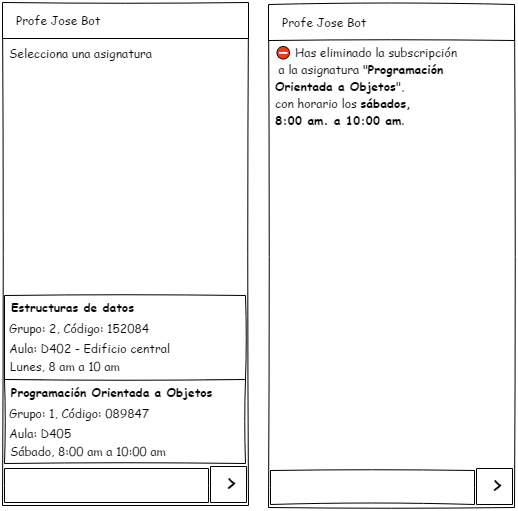 Profe Jose Bot
Selecciona una asignatura
Estructuras de datos
Grupo: 2, Código: 152084
Aula: D402 - Edificio central
Lunes, 8 am a 10 am
Programación Orientada a Objetos
Grupo: 1, Código: 089847
Aula: D405
Sábado, 8:00 am a 10:00 am
Profe Jose Bot
Has eliminado la subscripción
a la asignatura "Programación
Orientada a Objetos",
con horario los sábados,
8:00 am. a 10:00 am.